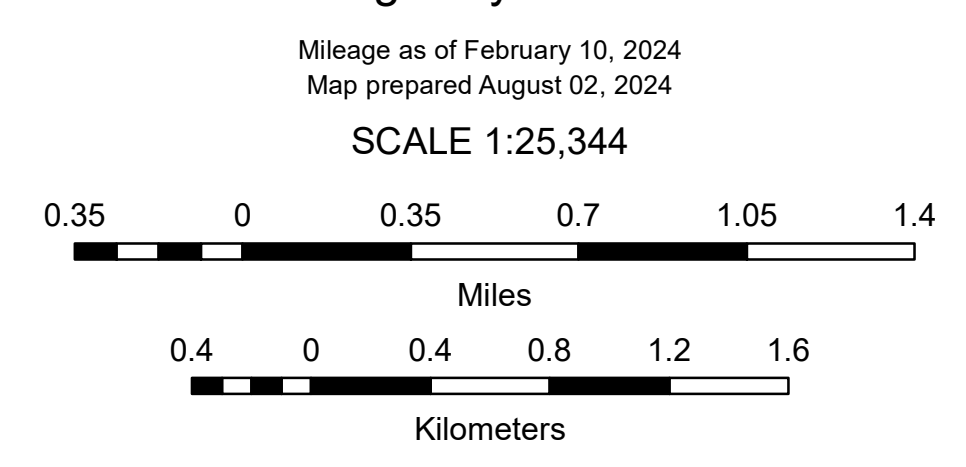 Mileage as of February 10, 2024
Map prepared August 02, 2024
SCALE 1:25,344
0.35 0 0.35 0.7 1.05 1.4
Miles
0.4 0 0.4 0.8 1.2 1.6
Kilometers